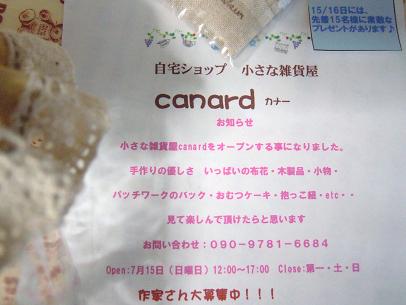 15/16日には、
先着15名様に素敵な
プレゼントがあります♪
自宅ショップ 小さな雑貨屋
canard カナー
お知らせ
小さな雑貨屋canardをオープンする事になりました。
手作りの優しさ いっぱいの布花・木製品・小物・
パッチワークのバック・おむつケーキ・抱っこ紐・etc・・
見て楽しんで頂けたらと思います
お問い合わせ：090-9781-6684
Open:7月15日（日曜日）12:00～17:00 Close:第一・土・日
作家さん大募集中！！！